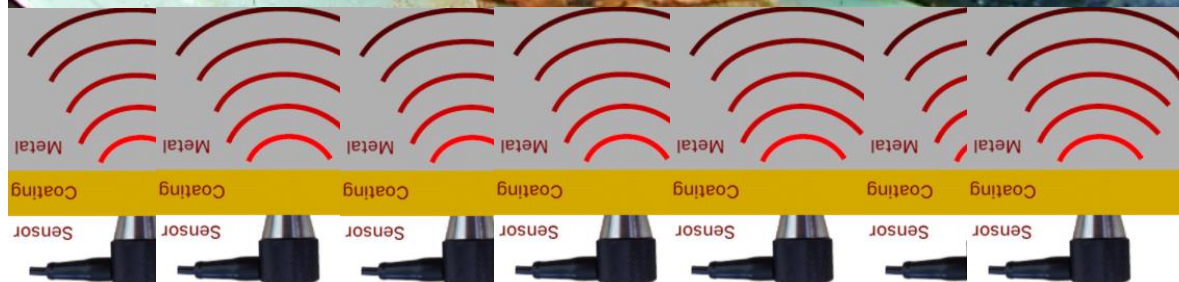 Sensor Sensor Sensor Sensor Sensor Sensor Sensor
Coating Coating Coating Coating Coating Coating Coating
Metal Metal Metal Metal Metal Metal Metal